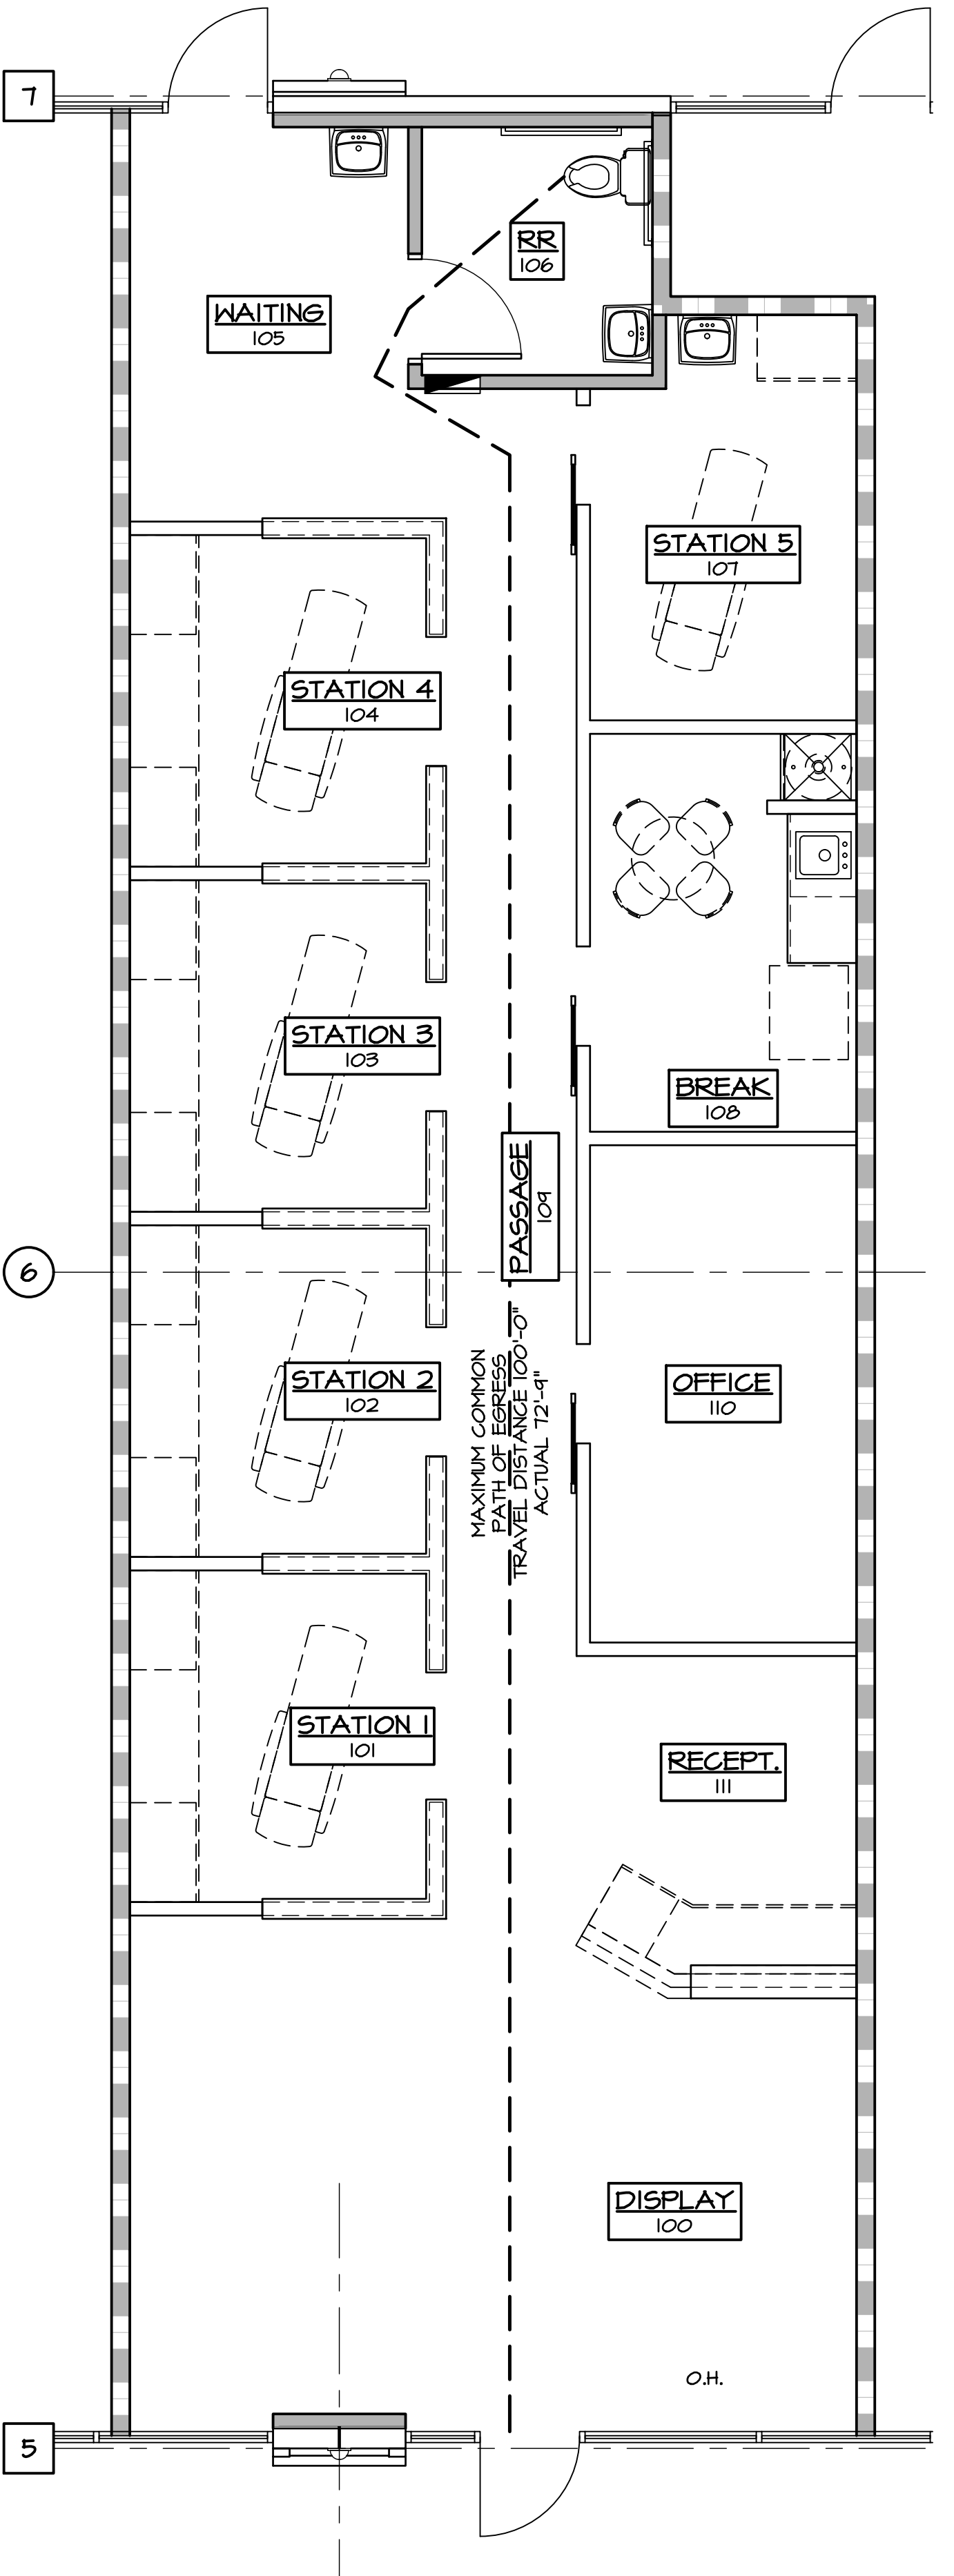 7
RR
106
WAITING
105
STATION 5
107
STATION 4
104
STATION 3
103
BREAK
108
PASSAGE
109
6
MAXIMUM COMMON
PATH OF EGRESS
TRAVEL DISTANCE 100'-0"
ACTUAL 72'-9"
STATION 2
102
OFFICE
110
STATION 1
101
RECEPT.
111
DISPLAY
100
O.H.
5